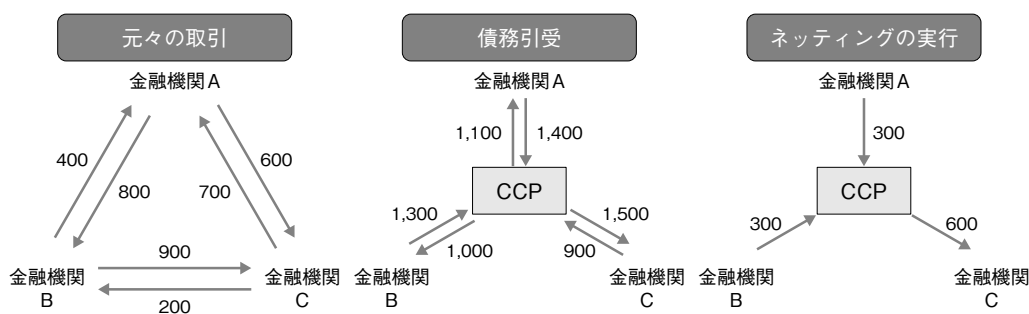 元々の取引
金融機関A
400
800
600
700
900
200
金融機関
B
金融機関
C
債務引受
金融機関A
1,100
1,400
CCP
1,300
1,000
1,500
900
金融機関
B
金融機関
C
ネッティングの実行
金融機関A
300
CCP
300
600
金融機関
B
金融機関
C